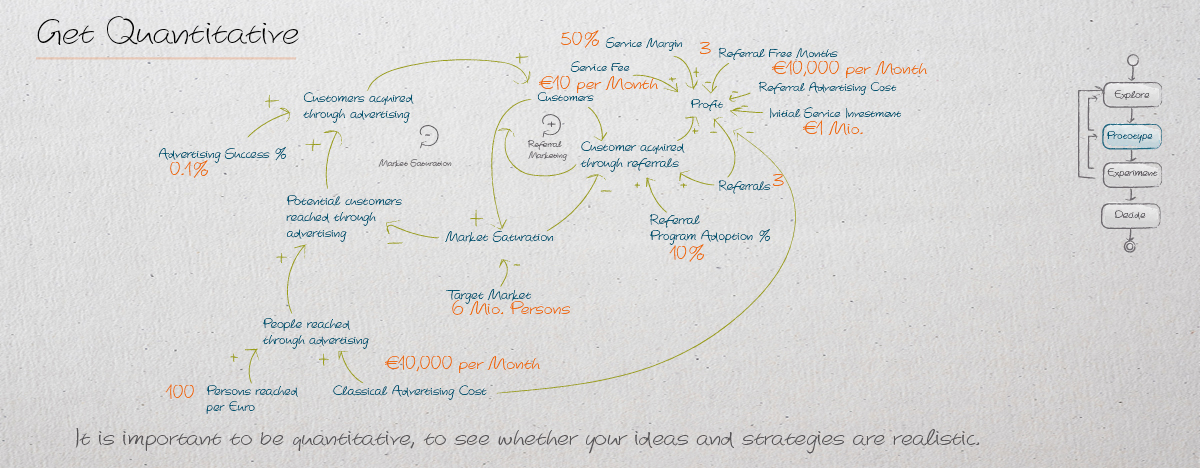 Get Quantitative
50% Service Margin
3 Referral Free Months
Service Fee
€10 per Month
€10,000 per Month
Referral Advertising Cost
Customers
Profit
Initial Service Investment
€1 Mio.
Customers acquired
through advertising
Advertising Success %
0.1%
Market Saturation
Referral
Marketing
Customer acquired
through referrals
Referrals 3
Potential customers
reached through
advertising
Market Saturation
Referral
Program Adoption %
10%
Target Market
6 Mio. Persons
People reached
through advertising
€10,000 per Month
100 Persons reached
per Euro
Classical Advertising Cost
Explore
Prototype
Experiment
Decide
It is important to be quantitative, to see whether your ideas and strategies are realistic.